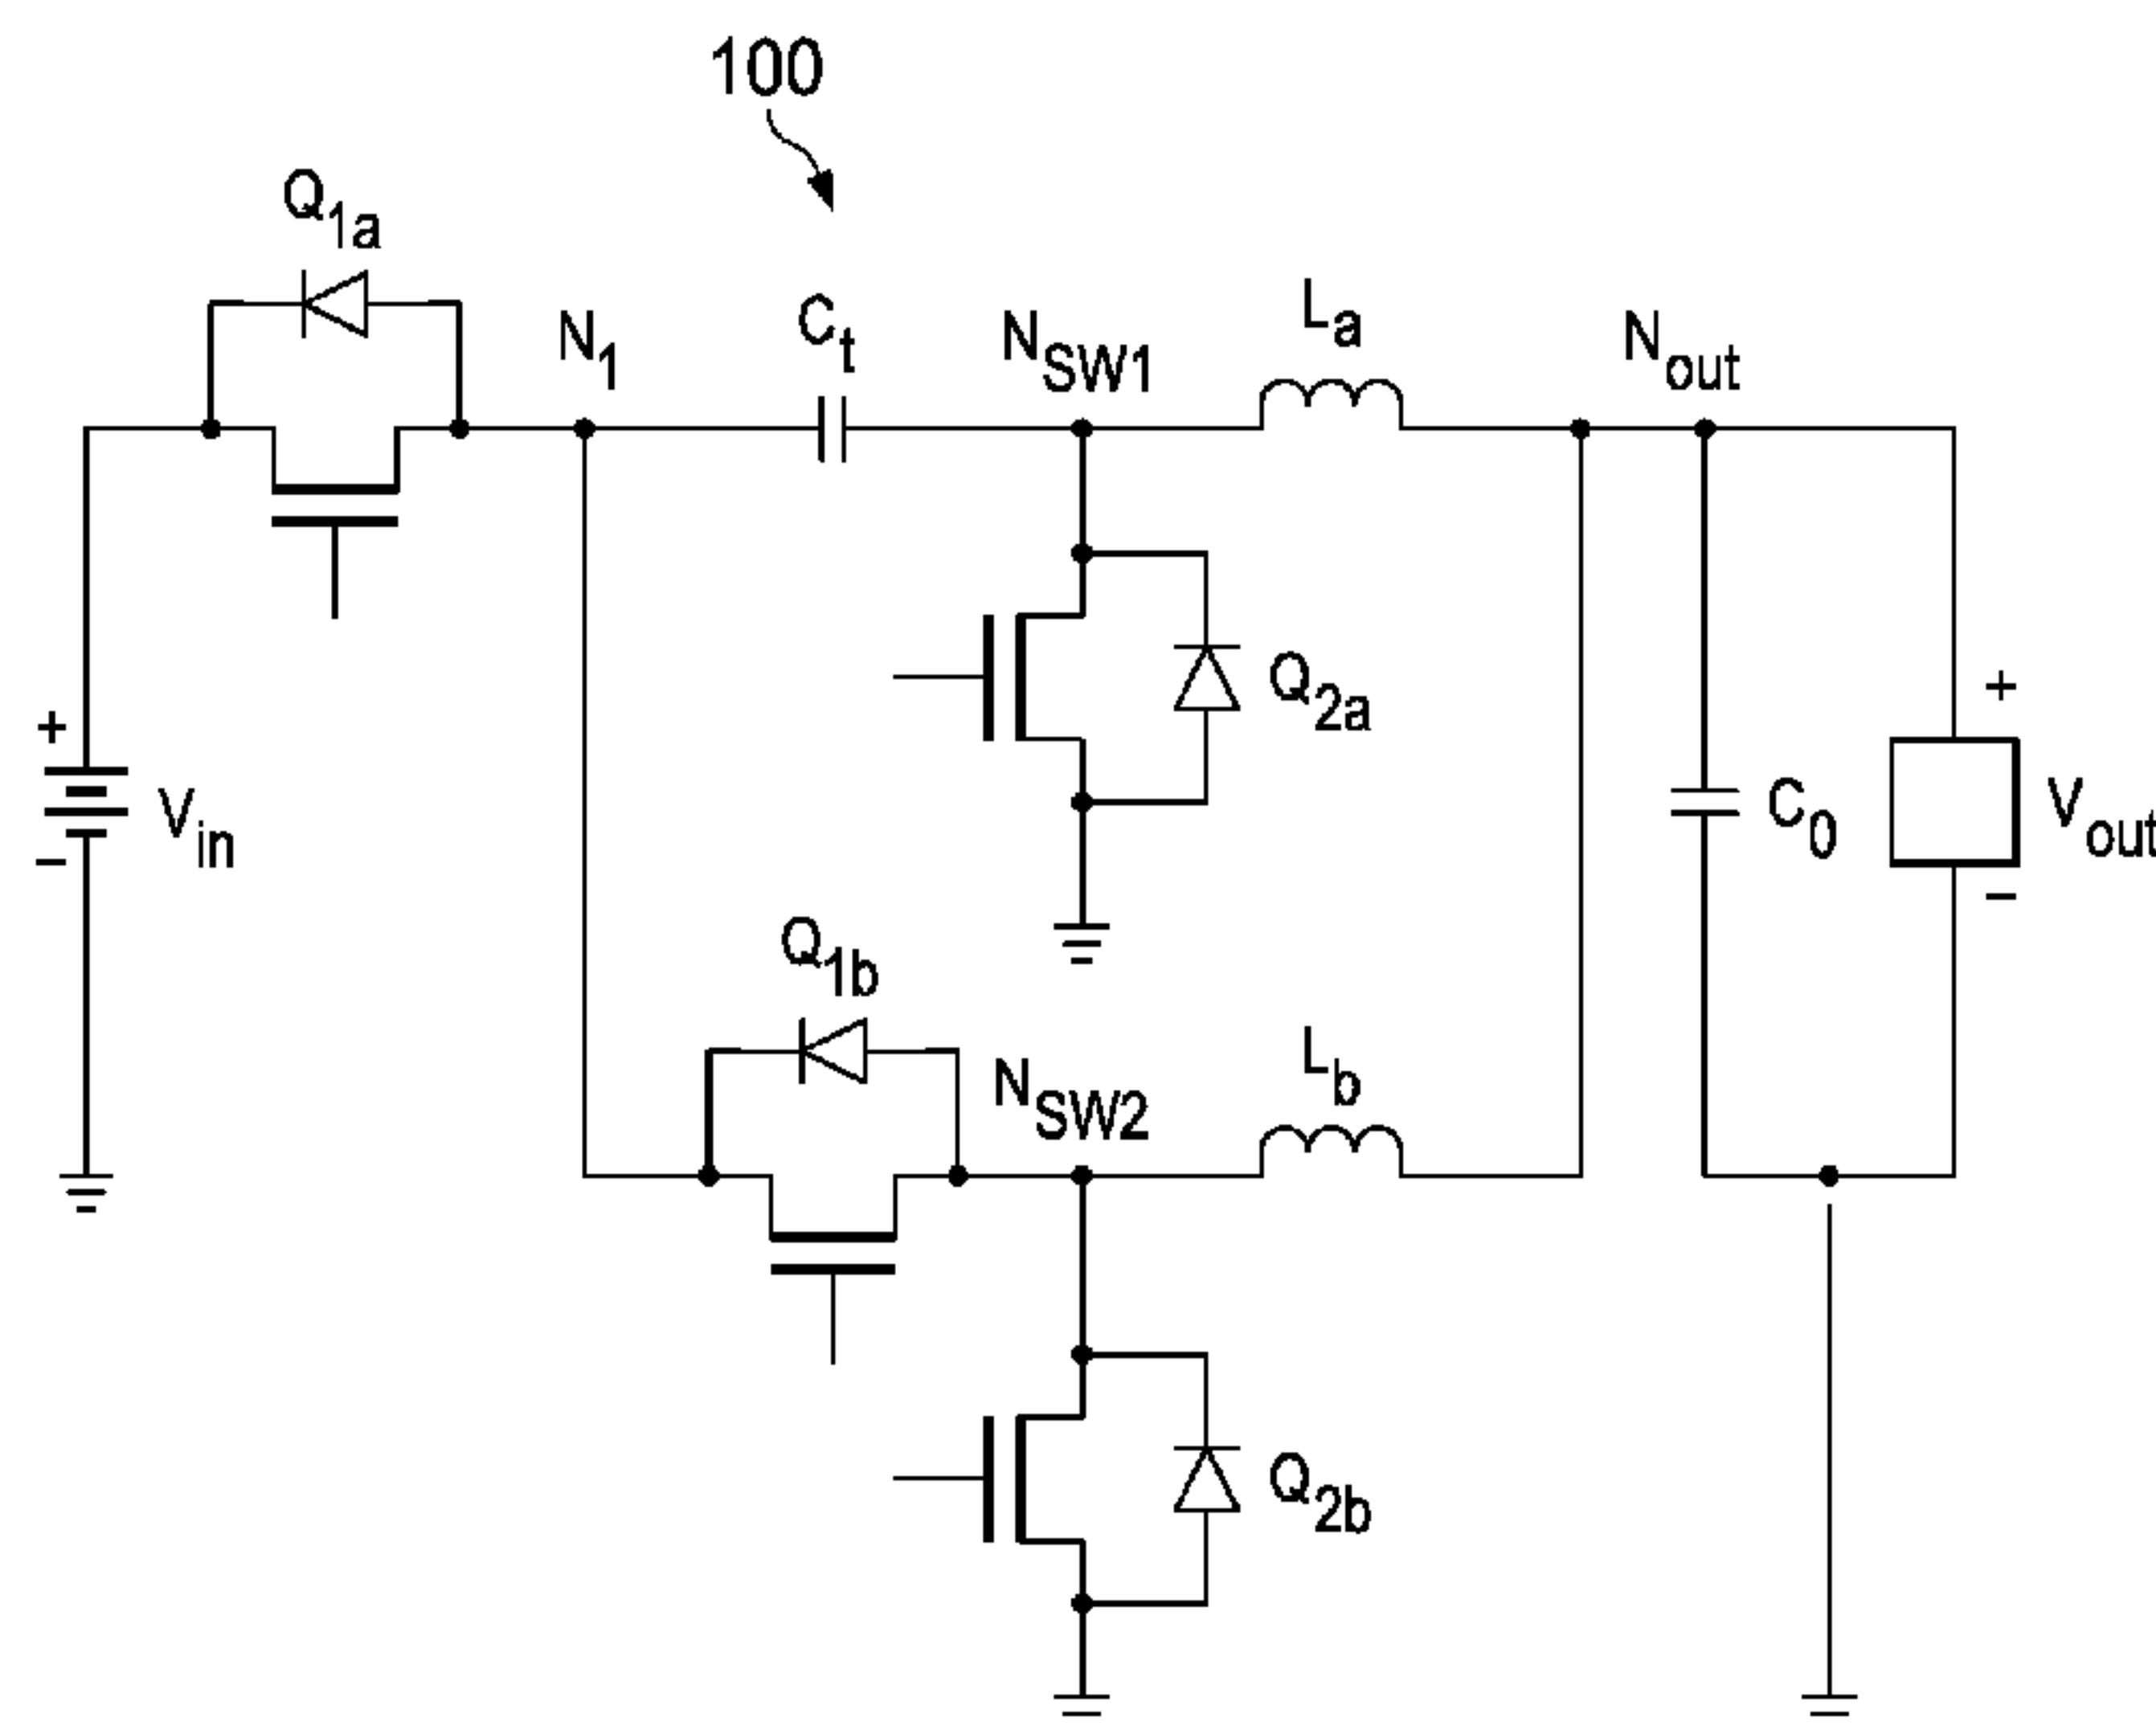 100
Q1a
N1
Ct
NSW1
La
Nout
+
Vin
−
Q2a
+
C0
Vout
−
Q1b
NSW2
Lb
Q2b